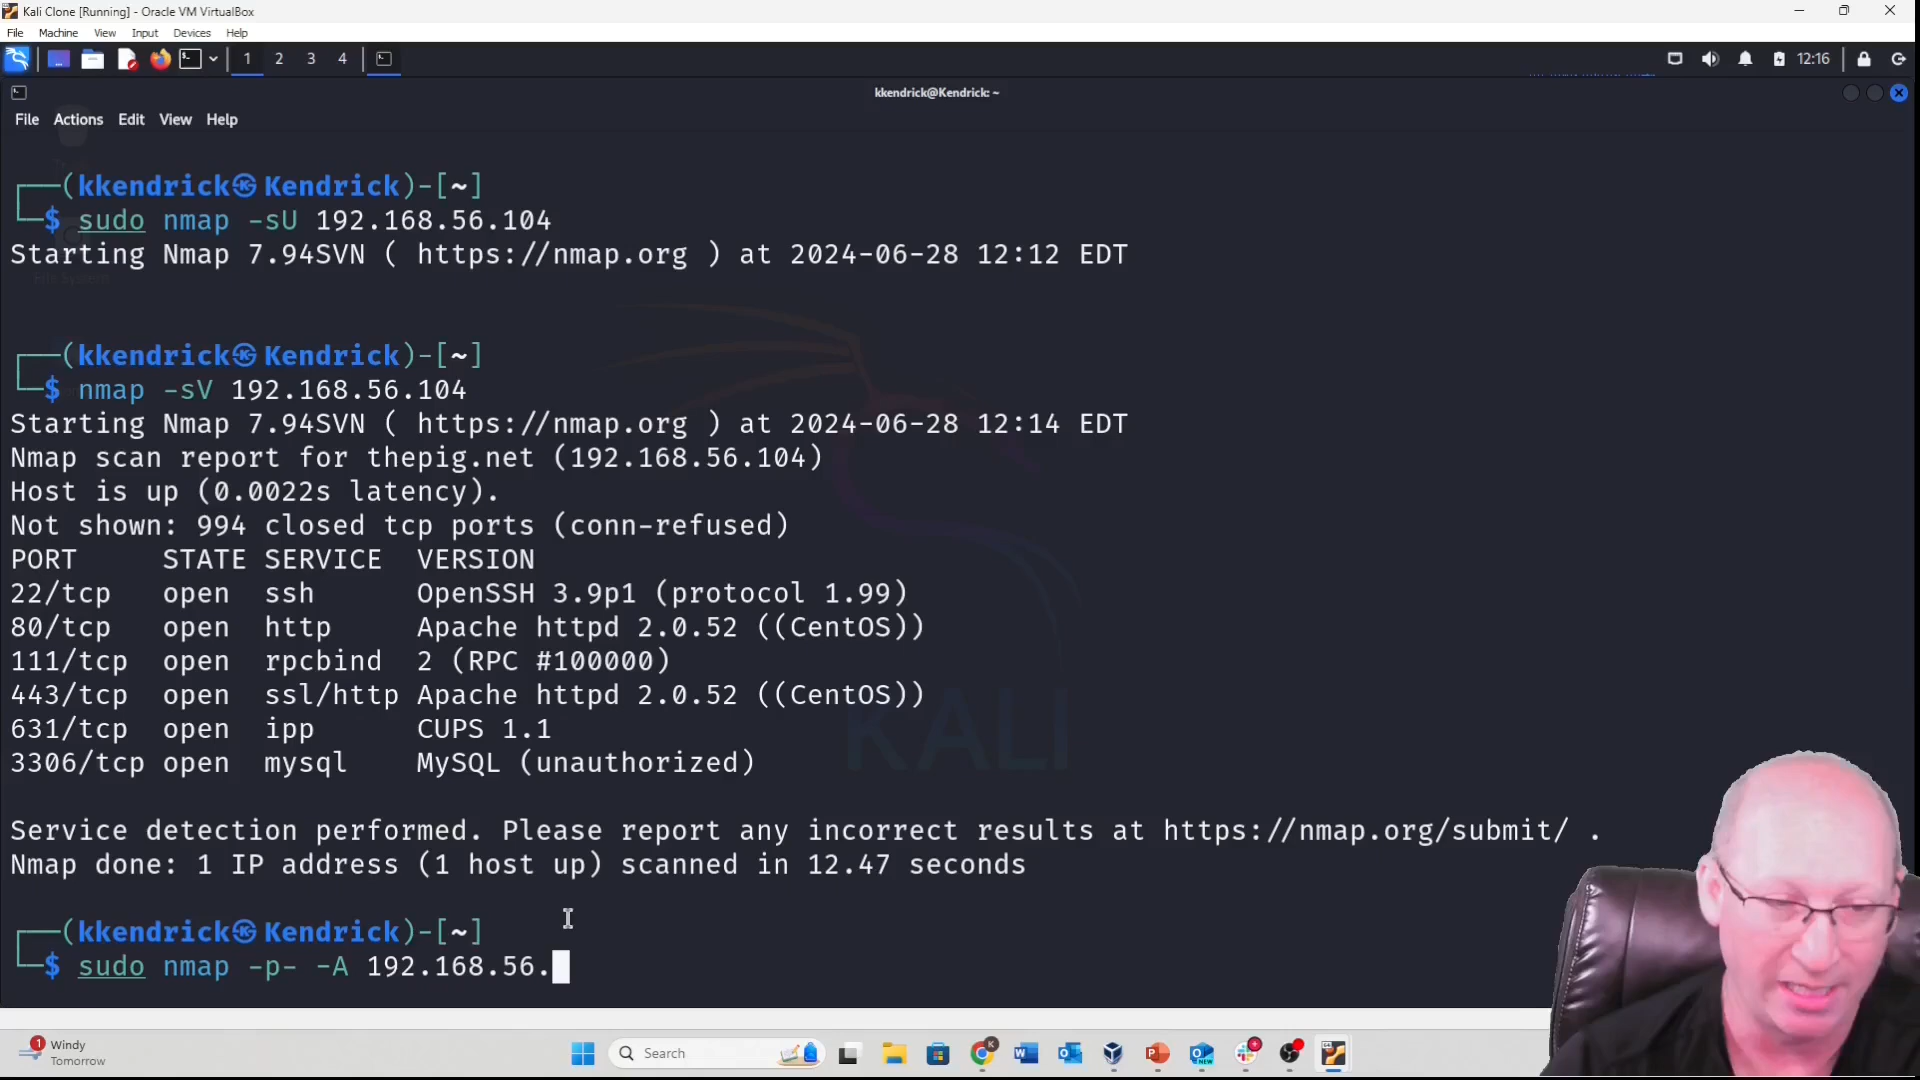 Kali Clone [Running] - Oracle VM VirtualBox
File Machine View Input Devices Help
1 2 3 4 12:16
kkendrick@Kendrick: ~
File Actions Edit View Help
┌──(kkendrick㉿Kendrick)-[~]
└─$ sudo nmap -sU 192.168.56.104
Starting Nmap 7.94SVN ( https://nmap.org ) at 2024-06-28 12:12 EDT
File System
┌──(kkendrick㉿Kendrick)-[~]
└─$ nmap -sV 192.168.56.104
Starting Nmap 7.94SVN ( https://nmap.org ) at 2024-06-28 12:14 EDT
Nmap scan report for thepig.net (192.168.56.104)
Host is up (0.0022s latency).
Not shown: 994 closed tcp ports (conn-refused)
PORT STATE SERVICE VERSION
22/tcp open ssh OpenSSH 3.9p1 (protocol 1.99)
80/tcp open http Apache httpd 2.0.52 ((CentOS))
111/tcp open rpcbind 2 (RPC #100000)
443/tcp open ssl/http Apache httpd 2.0.52 ((CentOS))
631/tcp open ipp CUPS 1.1
3306/tcp open mysql MySQL (unauthorized)
KALI
Service detection performed. Please report any incorrect results at https://nmap.org/submit/ .
Nmap done: 1 IP address (1 host up) scanned in 12.47 seconds
┌──(kkendrick㉿Kendrick)-[~]
└─$ sudo nmap -p- -A 192.168.56.
1 Windy
Tomorrow
Search
K
NEW